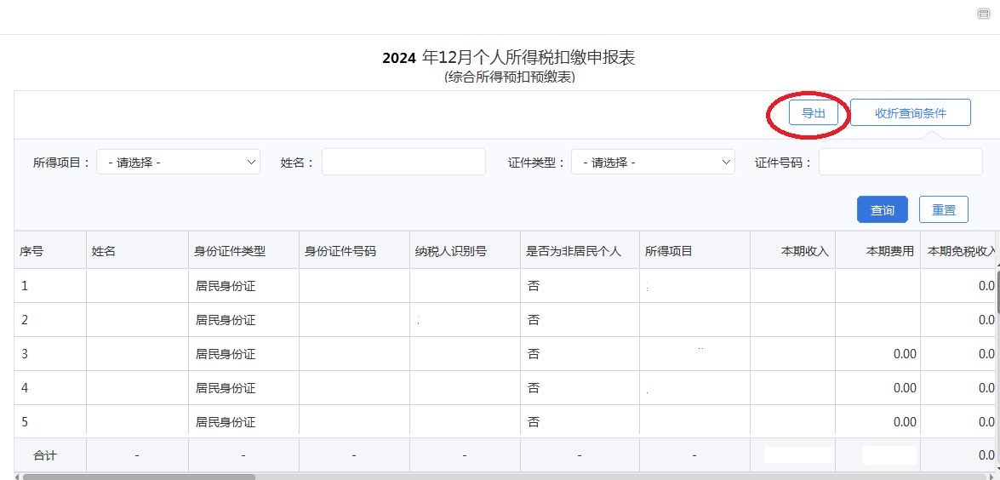 2024 年12月个人所得税扣缴申报表
(综合所得预扣预缴表)
导出 收折查询条件
所得项目： - 请选择 - 姓名： 证件类型： - 请选择 - 证件号码：
查询 重置
序号 姓名 身份证件类型 身份证件号码 纳税人识别号 是否为非居民个人 所得项目 本期收入 本期费用 本期免税收入
1 居民身份证 否 0.0
2 居民身份证 否 0.0
3 居民身份证 否 0.00 0.0
4 居民身份证 否 0.00 0.0
5 居民身份证 否 0.00 0.0
合计 - - - - - - 0.0